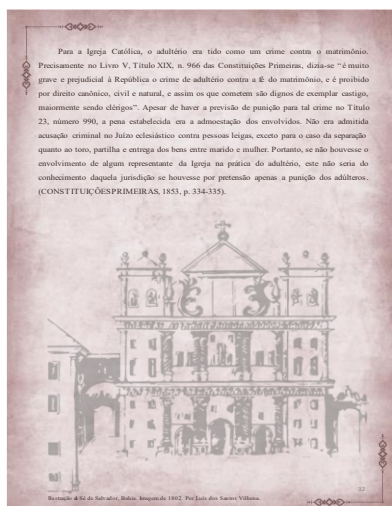 Para a Igreja Católica, o adultério era tido como um crime contra o matrimônio.
Precisamente no Livro V, Título XIX, n. 966 das Constituições Primeiras, dizia-se “é muito
grave e prejudicial à República o crime de adultério contra a fé do matrimônio, e é proibido
por direito canônico, civil e natural, e assim os que cometem são dignos de exemplar castigo,
maiormente sendo clérigos”. Apesar de haver a previsão de punição para tal crime no Título
23, número 990, a pena estabelecida era a admoestação dos envolvidos. Não era admitida
acusação criminal no Juízo eclesiástico contra pessoas leigas, exceto para o caso da separação
quanto ao toro, partilha e entrega dos bens entre marido e mulher. Portanto, se não houvesse o
envolvimento de algum representante da Igreja na prática do adultério, este não seria do
conhecimento daquela jurisdição se houvesse por pretensão apenas a punição dos adúlteros.
(CONSTITUIÇÕES PRIMEIRAS, 1853, p. 334-335).
32
Ilustração da Sé de Salvador, Bahia. Imagem de 1802. Por Luís dos Santos Vilhena.